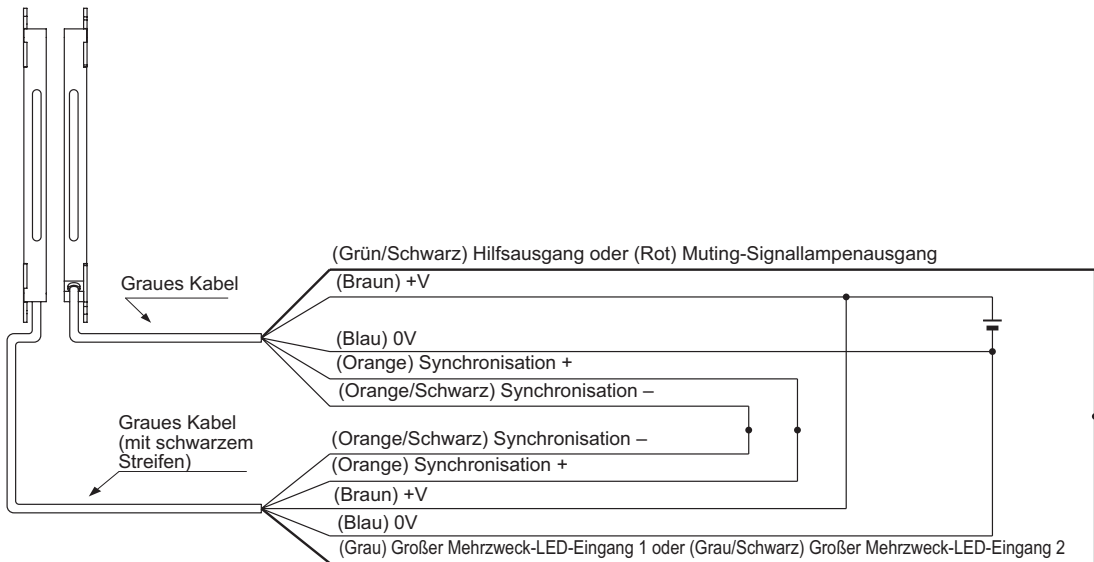 (Grün/Schwarz) Hilfsausgang oder (Rot) Muting-Signallampenausgang
Graues Kabel
(Braun) +V
(Blau) 0V
(Orange) Synchronisation +
(Orange/Schwarz) Synchronisation –
Graues Kabel
(mit schwarzem
Streifen)
(Orange/Schwarz) Synchronisation –
(Orange) Synchronisation +
(Braun) +V
(Blau) 0V
(Grau) Großer Mehrzweck-LED-Eingang 1 oder (Grau/Schwarz) Großer Mehrzweck-LED-Eingang 2